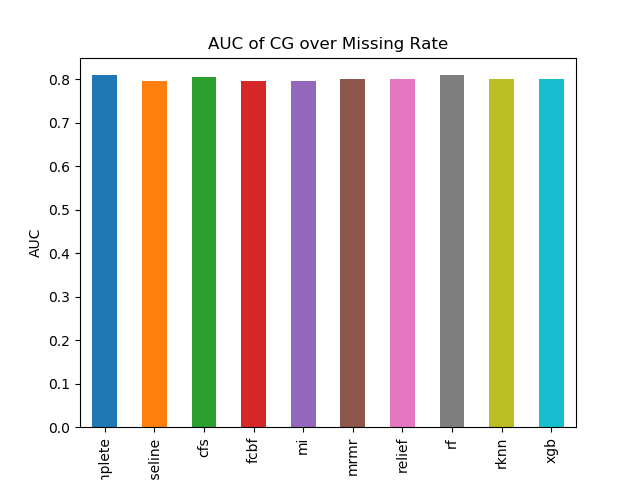 AUC of CG over Missing Rate
AUC
0.8
0.7
0.6
0.5
0.4
0.3
0.2
0.1
0.0
nplete
seline
cfs
fcbf
mi
mrmr
relief
rf
rknn
xgb